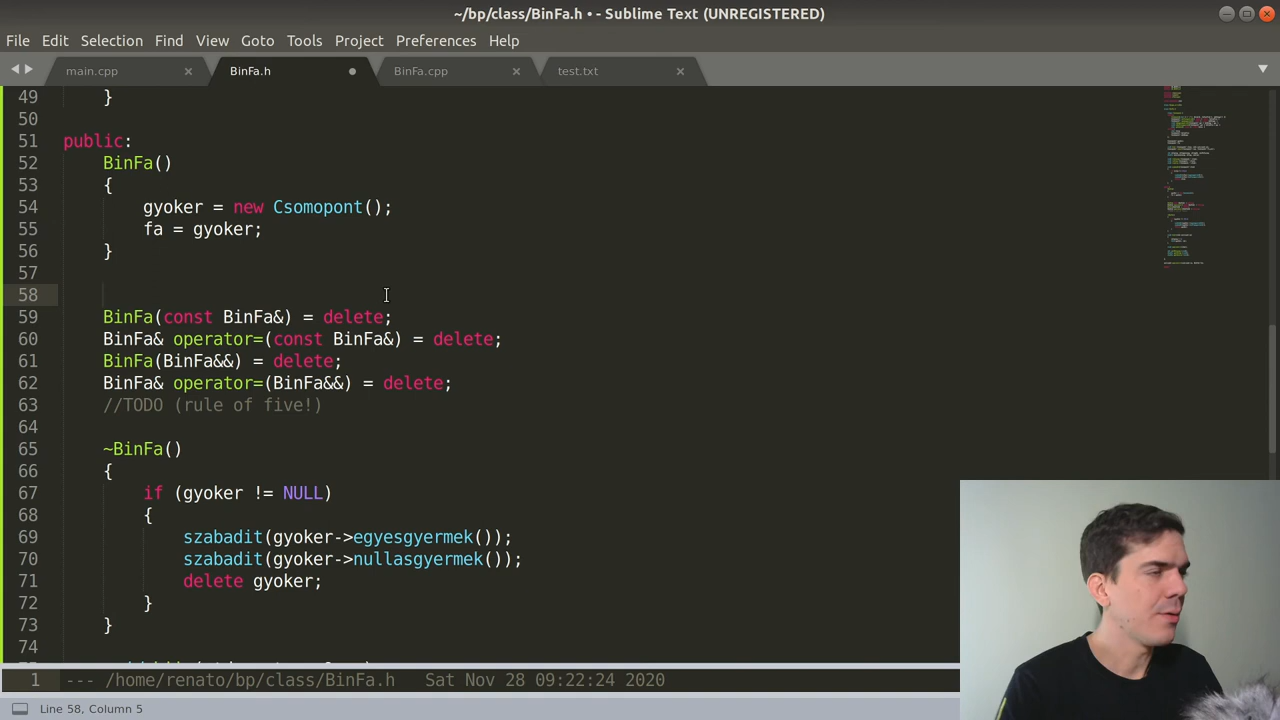 ~/bp/class/BinFa.h • - Sublime Text (UNREGISTERED)
File Edit Selection Find View Goto Tools Project Preferences Help
main.cpp BinFa.h BinFa.cpp test.txt
49 }
50
51 public:
52 BinFa()
53 {
54 gyoker = new Csomopont();
55 fa = gyoker;
56 }
57
58
59 BinFa(const BinFa&) = delete;
60 BinFa& operator=(const BinFa&) = delete;
61 BinFa(BinFa&&) = delete;
62 BinFa& operator=(BinFa&&) = delete;
63 //TODO (rule of five!)
64
65 ~BinFa()
66 {
67 if (gyoker != NULL)
68 {
69 szabadit(gyoker->egyesgyermek());
70 szabadit(gyoker->nullasgyermek());
71 delete gyoker;
72 }
73 }
74
1 --- /home/renato/bp/class/BinFa.h Sat Nov 28 09:22:24 2020
Line 58, Column 5